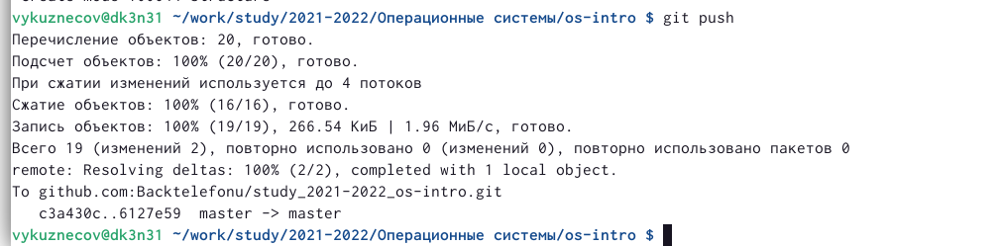 vykuznecov@dk3n31 ~/work/study/2021-2022/Операционные системы/os-intro $ git push
Перечисление объектов: 20, готово.
Подсчет объектов: 100% (20/20), готово.
При сжатии изменений используется до 4 потоков
Сжатие объектов: 100% (16/16), готово.
Запись объектов: 100% (19/19), 266.54 КиБ | 1.96 МиБ/с, готово.
Всего 19 (изменений 2), повторно использовано 0 (изменений 0), повторно использовано пакетов 0
remote: Resolving deltas: 100% (2/2), completed with 1 local object.
To github.com:Backtelefonu/study_2021-2022_os-intro.git
   c3a430c..6127e59  master -> master
vykuznecov@dk3n31 ~/work/study/2021-2022/Операционные системы/os-intro $